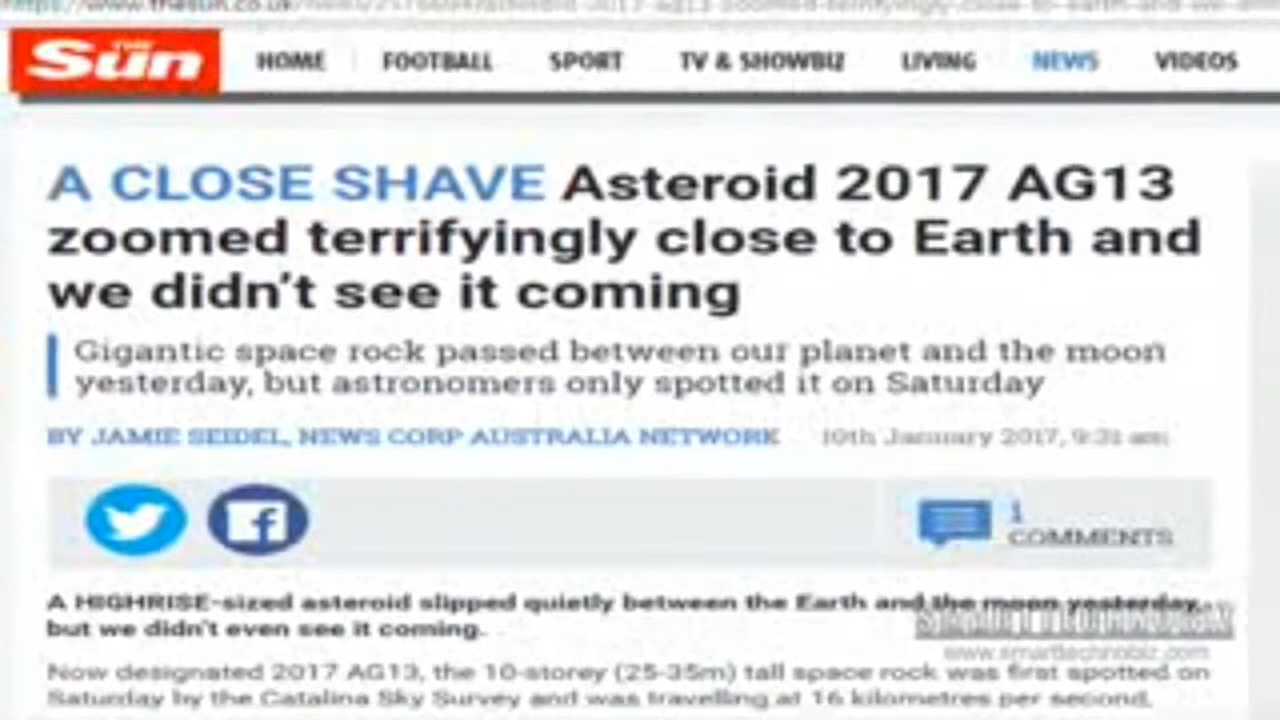 THE
Sun
HOME FOOTBALL SPORT TV & SHOWBIZ LIVING NEWS VIDEOS
A CLOSE SHAVE Asteroid 2017 AG13
zoomed terrifyingly close to Earth and
we didn't see it coming
Gigantic space rock passed between our planet and the moon
yesterday, but astronomers only spotted it on Saturday
BY JAMIE SEIDEL, NEWS CORP AUSTRALIA NETWORK 10th January 2017, 9:31 am
1
COMMENTS
A HIGHRISE-sized asteroid slipped quietly between the Earth and the moon yesterday,
but we didn't even see it coming.
www.smarttechnobiz.com
Now designated 2017 AG13, the 10-storey (25-35m) tall space rock was first spotted on
Saturday by the Catalina Sky Survey and was travelling at 16 kilometres per second,